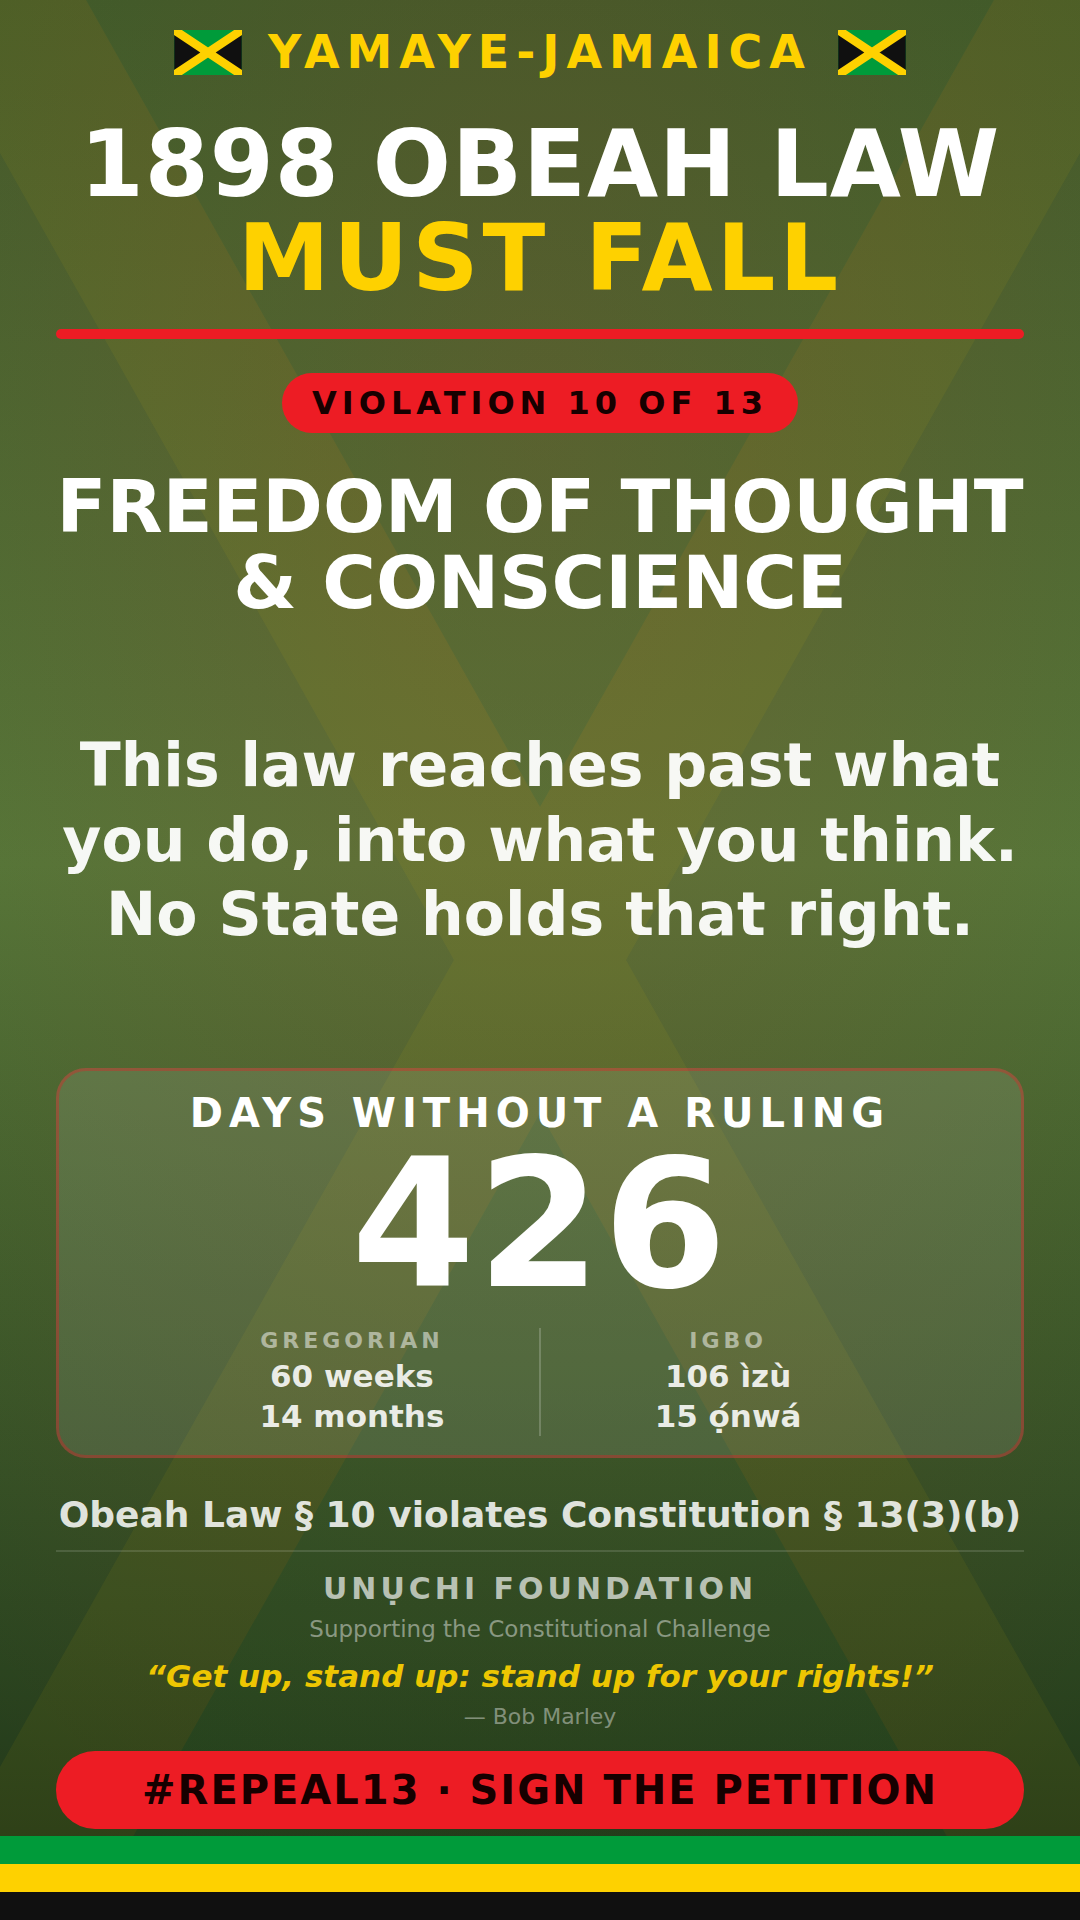 YAMAYE-JAMAICA
1898 OBEAH LAW
MUST FALL
VIOLATION 10 OF 13
FREEDOM OF THOUGHT
& CONSCIENCE
This law reaches past what
you do, into what you think.
No State holds that right.
DAYS WITHOUT A RULING
426
GREGORIAN
60 weeks
14 months
IGBO
106 ìzù
15 ọ́nwá
Obeah Law § 10 violates Constitution § 13(3)(b)
UNỤCHI FOUNDATION
Supporting the Constitutional Challenge
“Get up, stand up: stand up for your rights!”
— Bob Marley
#REPEAL13 · SIGN THE PETITION